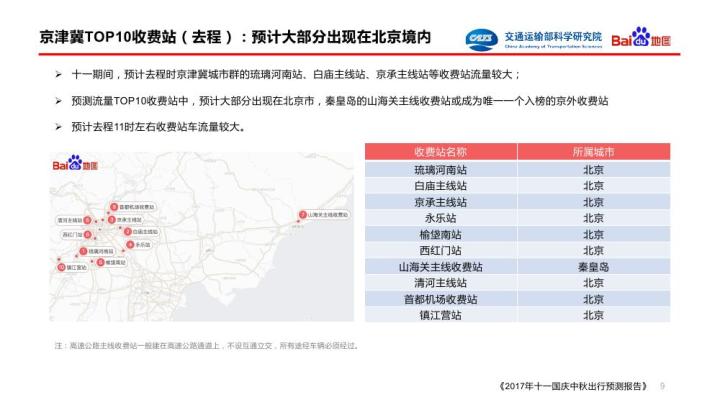 京津冀TOP10收费站（去程）：预计大部分出现在北京境内
CATS 交通运输部科学研究院
China Academy of Transportation Sciences
Bai du 地图
➢ 十一期间，预计去程时京津冀城市群的琉璃河南站、白庙主线站、京承主线站等收费站流量较大；
➢ 预测流量TOP10收费站中，预计大部分出现在北京市，秦皇岛的山海关主线收费站或成为唯一一个入榜的京外收费站
➢ 预计去程11时左右收费站车流量较大。
Bai du 地图
9 首都机场收费站
清河主线站 8
3 京承主线站
西红门站 6
2 白庙主线站
4 永乐站
1 琉璃河南站
5 榆垡南站
10 镇江营站
7 山海关主线收费站
收费站名称 所属城市
琉璃河南站 北京
白庙主线站 北京
京承主线站 北京
永乐站 北京
榆垡南站 北京
西红门站 北京
山海关主线收费站 秦皇岛
清河主线站 北京
首都机场收费站 北京
镇江营站 北京
注：高速公路主线收费站一般建在高速公路通道上，不设互通立交，所有途经车辆必须经过。
《2017年十一国庆中秋出行预测报告》 9